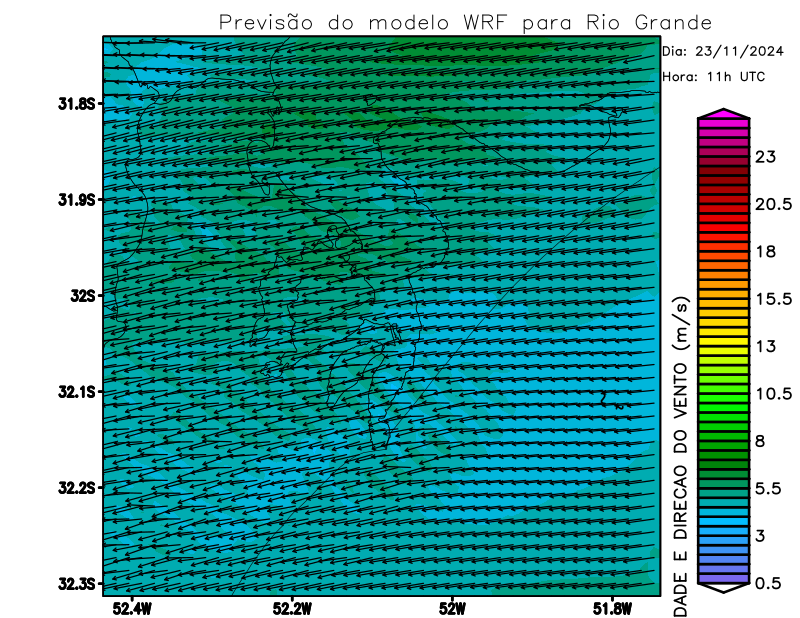 Previsão do modelo WRF para Rio Grande
Dia: 23/11/2024
Hora: 11h UTC
31.8S
31.9S
32S
32.1S
32.2S
32.3S
52.4W
52.2W
52W
51.8W
23
20.5
18
15.5
13
10.5
8
5.5
3
0.5
DADE E DIRECAO DO VENTO (m/s)